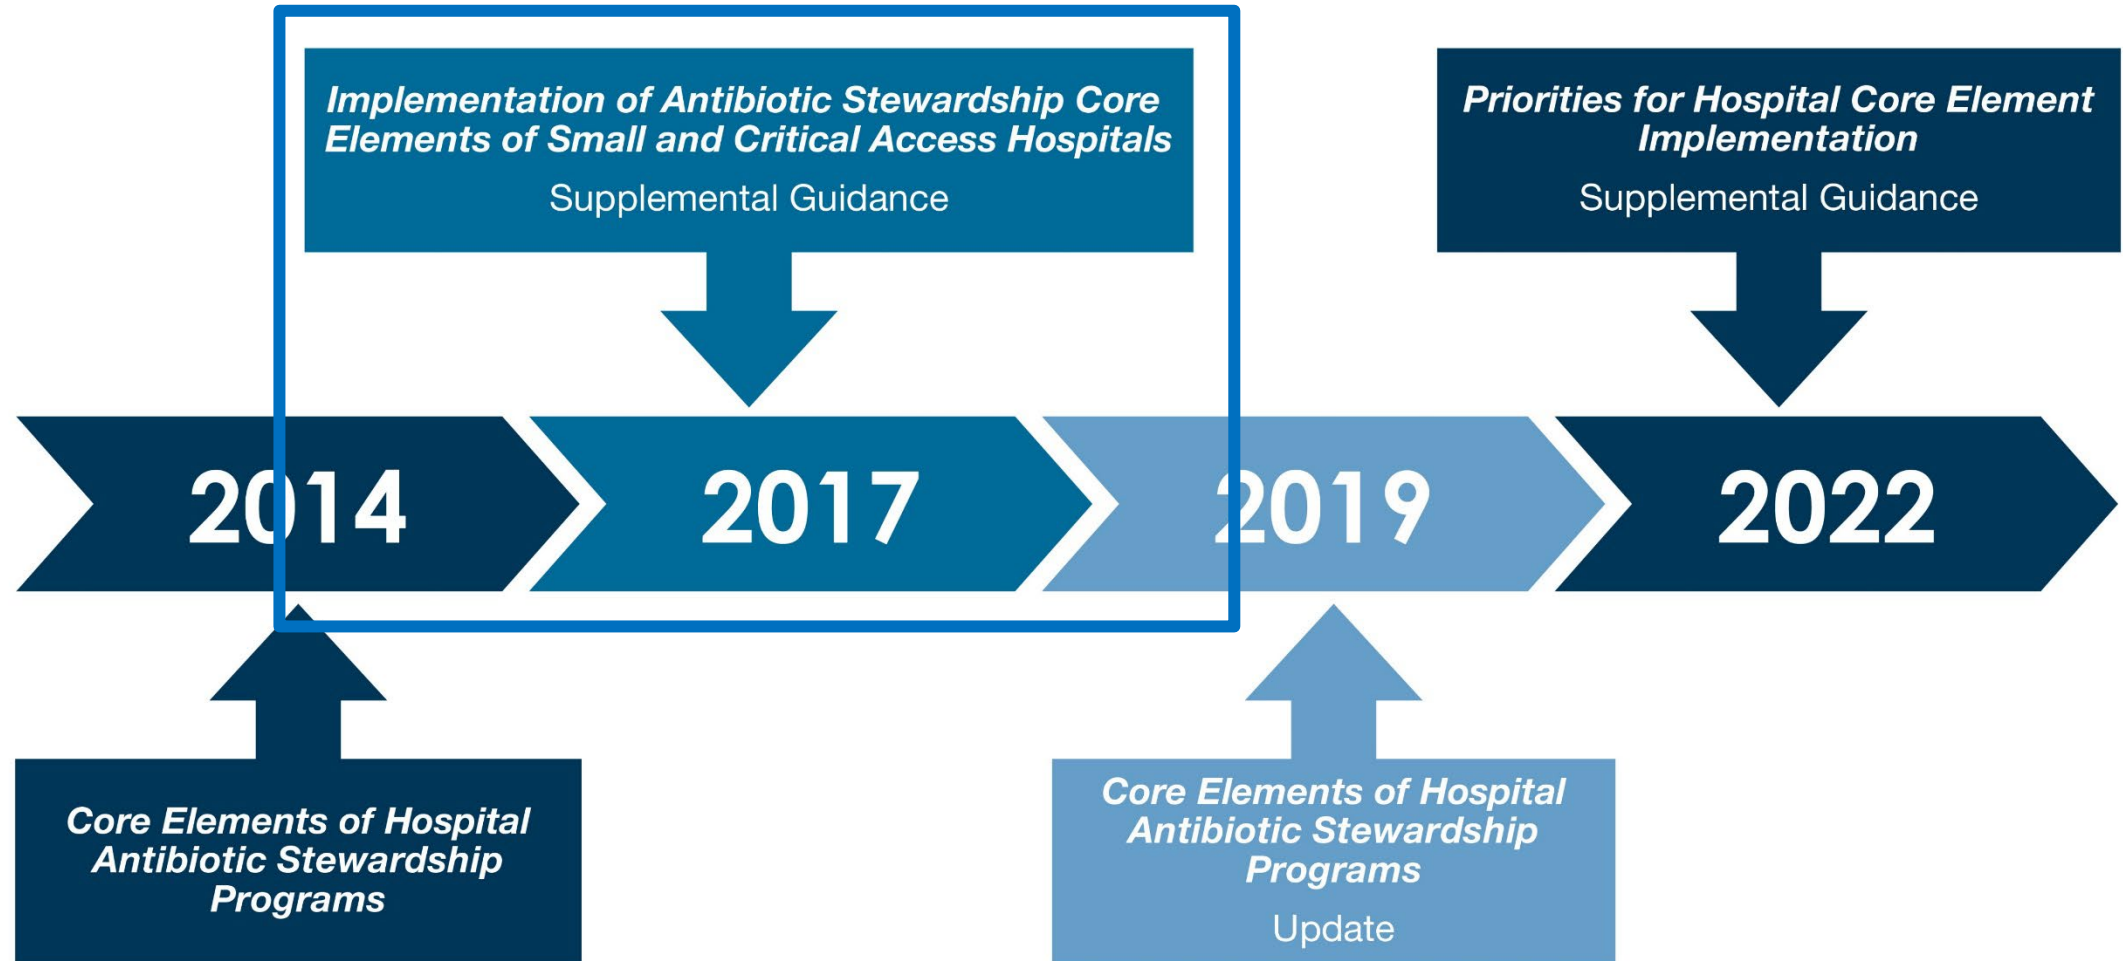 Implementation of Antibiotic Stewardship Core
Elements of Small and Critical Access Hospitals
Supplemental Guidance
Priorities for Hospital Core Element
Implementation
Supplemental Guidance
2014
2017
2019
2022
Core Elements of Hospital
Antibiotic Stewardship
Programs
Core Elements of Hospital
Antibiotic Stewardship
Programs
Update